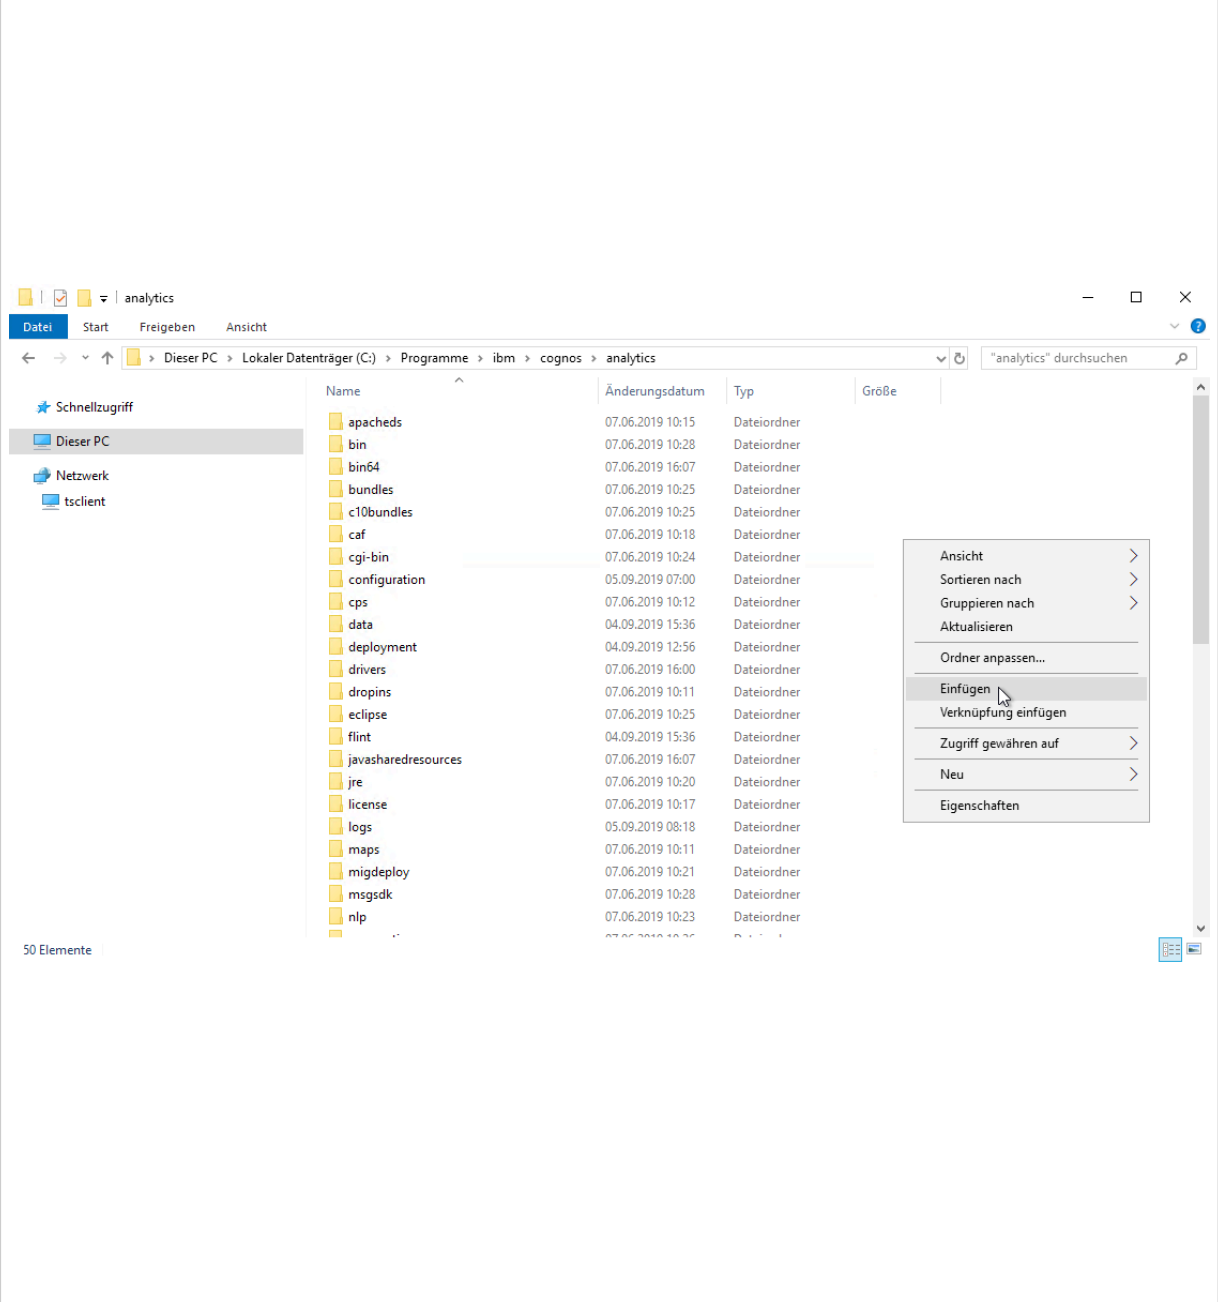 analytics
Datei Start Freigeben Ansicht
Dieser PC Lokaler Datenträger (C:) Programme ibm cognos analytics "analytics" durchsuchen
Name Änderungsdatum Typ Größe
Schnellzugriff
Dieser PC
Netzwerk
tsclient
apacheds 07.06.2019 10:15 Dateiordner
bin 07.06.2019 10:28 Dateiordner
bin64 07.06.2019 16:07 Dateiordner
bundles 07.06.2019 10:25 Dateiordner
c10bundles 07.06.2019 10:25 Dateiordner
caf 07.06.2019 10:18 Dateiordner
cgi-bin 07.06.2019 10:24 Dateiordner
configuration 05.09.2019 07:00 Dateiordner
cps 07.06.2019 10:12 Dateiordner
data 04.09.2019 15:36 Dateiordner
deployment 04.09.2019 12:56 Dateiordner
drivers 07.06.2019 16:00 Dateiordner
dropins 07.06.2019 10:11 Dateiordner
eclipse 07.06.2019 10:25 Dateiordner
flint 04.09.2019 15:36 Dateiordner
javasharedresources 07.06.2019 16:07 Dateiordner
jre 07.06.2019 10:20 Dateiordner
license 07.06.2019 10:17 Dateiordner
logs 05.09.2019 08:18 Dateiordner
maps 07.06.2019 10:11 Dateiordner
migdeploy 07.06.2019 10:21 Dateiordner
msgsdk 07.06.2019 10:28 Dateiordner
nlp 07.06.2019 10:23 Dateiordner
Ansicht
Sortieren nach
Gruppieren nach
Aktualisieren
Ordner anpassen...
Einfügen
Verknüpfung einfügen
Zugriff gewähren auf
Neu
Eigenschaften
50 Elemente